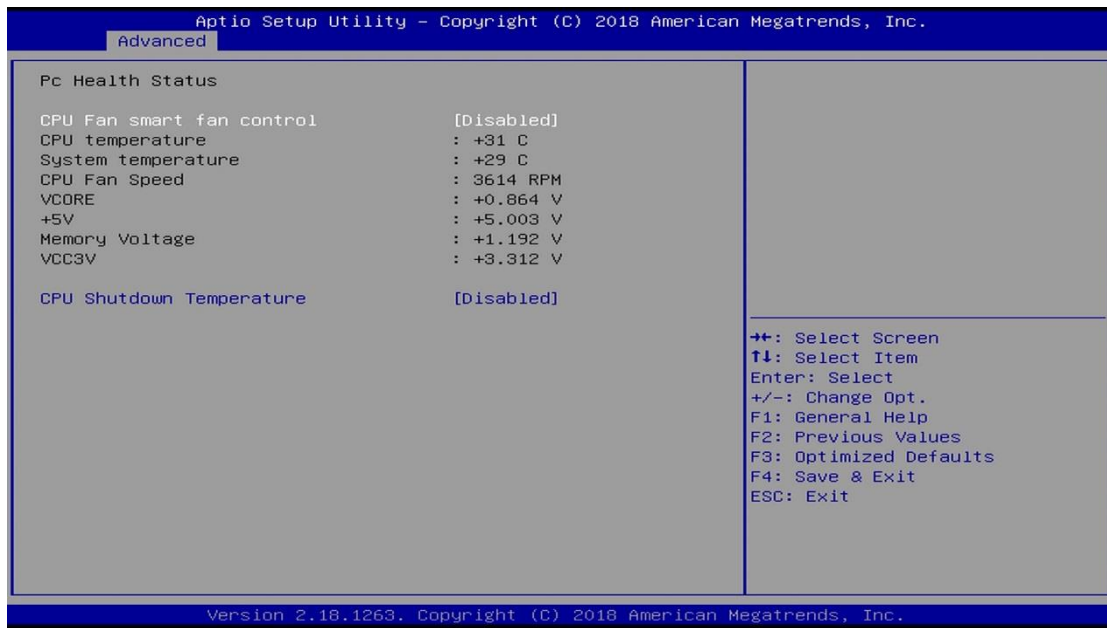 Aptio Setup Utility – Copyright (C) 2018 American Megatrends, Inc.
Advanced
Pc Health Status
CPU Fan smart fan control [Disabled]
CPU temperature : +31 C
System temperature : +29 C
CPU Fan Speed : 3614 RPM
VCORE : +0.864 V
+5V : +5.003 V
Memory Voltage : +1.192 V
VCC3V : +3.312 V
CPU Shutdown Temperature [Disabled]
→←: Select Screen
↑↓: Select Item
Enter: Select
+/-: Change Opt.
F1: General Help
F2: Previous Values
F3: Optimized Defaults
F4: Save & Exit
ESC: Exit
Version 2.18.1263. Copyright (C) 2018 American Megatrends, Inc.